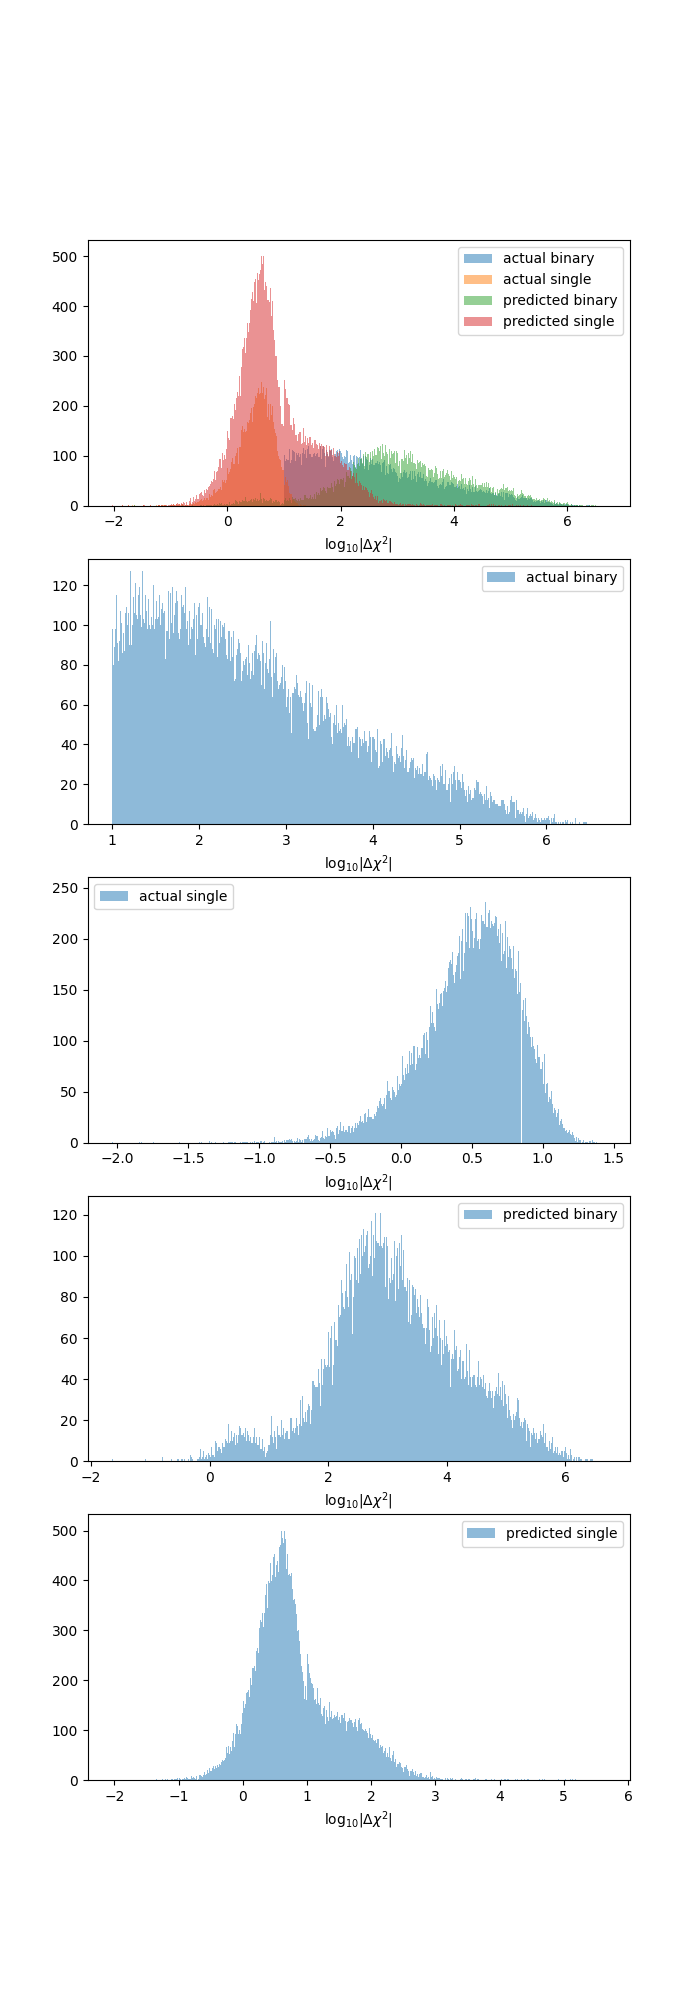 500
400
300
200
100
0
actual binary
actual single
predicted binary
predicted single
−2 0 2 4 6
log₁₀|Δχ²|
120
100
80
60
40
20
0
actual binary
1 2 3 4 5 6
log₁₀|Δχ²|
250
200
150
100
50
0
actual single
−2.0 −1.5 −1.0 −0.5 0.0 0.5 1.0 1.5
log₁₀|Δχ²|
120
100
80
60
40
20
0
predicted binary
−2 0 2 4 6
log₁₀|Δχ²|
500
400
300
200
100
0
predicted single
−2 −1 0 1 2 3 4 5 6
log₁₀|Δχ²|